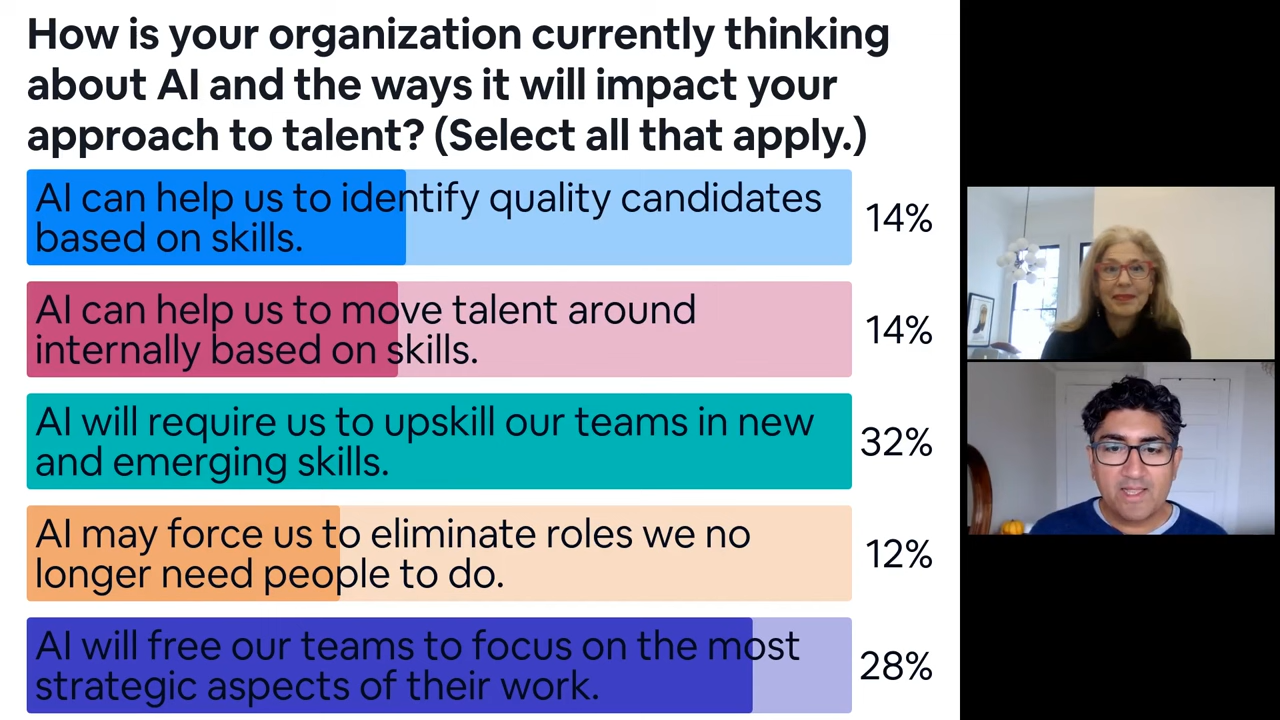 How is your organization currently thinking
about AI and the ways it will impact your
approach to talent? (Select all that apply.)
AI can help us to identify quality candidates
based on skills.
14%
AI can help us to move talent around
internally based on skills.
14%
AI will require us to upskill our teams in new
and emerging skills.
32%
AI may force us to eliminate roles we no
longer need people to do.
12%
AI will free our teams to focus on the most
strategic aspects of their work.
28%